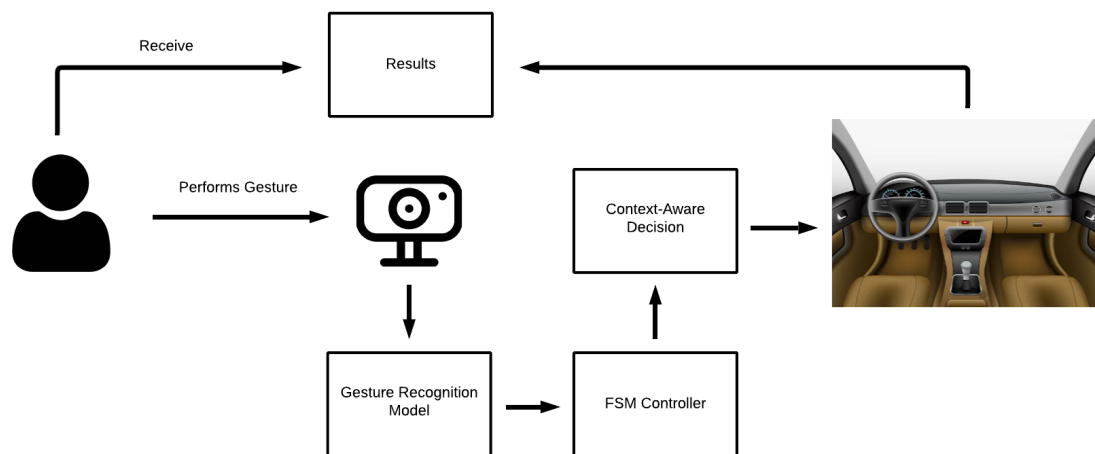 Receive
Results
Performs Gesture
Context-Aware
Decision
Gesture Recognition
Model
FSM Controller